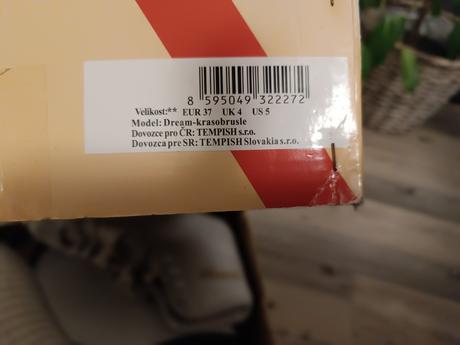 8 595049 322272
Velikost:** EUR 37 UK 4 US 5
Model: Dream-krasobrusle
Dovozce pro ČR: TEMPISH s.r.o.
Dovozca pre SR: TEMPISH Slovakia s.r.o.